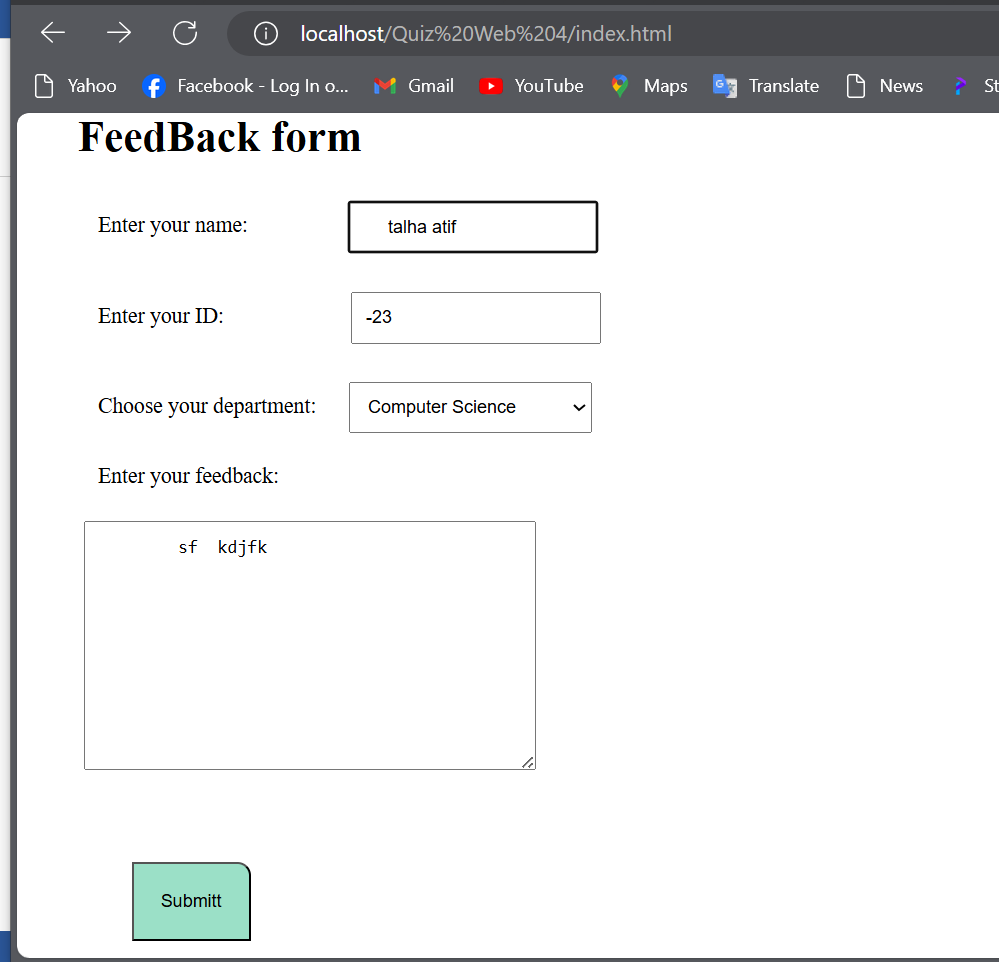 localhost/Quiz%20Web%204/index.html
Yahoo Facebook - Log In o... Gmail YouTube Maps Translate News St
FeedBack form
Enter your name: talha atif
Enter your ID: -23
Choose your department: Computer Science
Enter your feedback:
sf kdjfk
Submitt